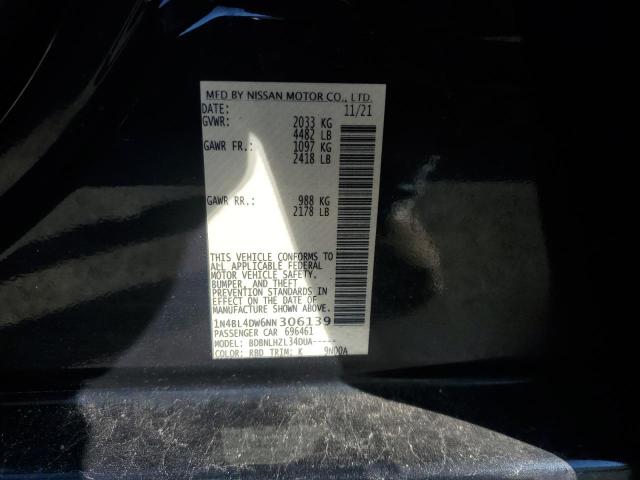 MFD BY NISSAN MOTOR CO., LTD.
DATE: 11/21
GVWR: 2033 KG
4482 LB
GAWR FR.: 1097 KG
2418 LB
GAWR RR.: 988 KG
2178 LB
THIS VEHICLE CONFORMS TO
ALL APPLICABLE FEDERAL
MOTOR VEHICLE SAFETY,
BUMPER, AND THEFT
PREVENTION STANDARDS IN
EFFECT ON THE DATE OF
MANUFACTURE SHOWN ABOVE.
1N4BL4DW6NN306139
PASSENGER CAR 696461
MODEL: BDBNLHZL34DUA-----
COLOR: RBD TRIM: K 9ND0A